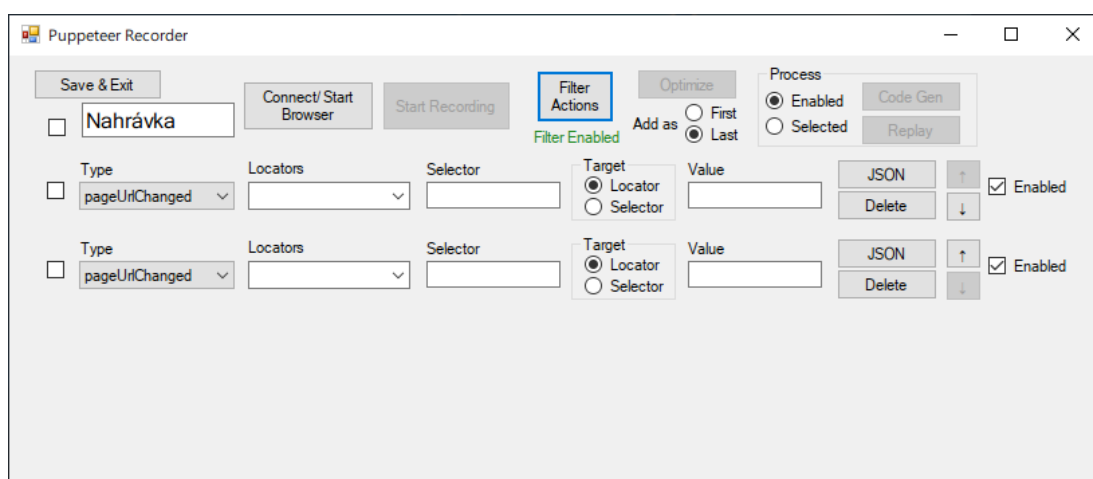 Puppeteer Recorder
Save & Exit
Nahrávka
Connect/ Start
Browser
Start Recording
Filter
Actions
Filter Enabled
Optimize
Add as
First
Last
Process
Enabled
Selected
Code Gen
Replay
Type
Locators
Selector
Target
Value
pageUrlChanged
Locator
Selector
JSON
Delete
↑
↓
Enabled
Type
Locators
Selector
Target
Value
pageUrlChanged
Locator
Selector
JSON
Delete
↑
↓
Enabled